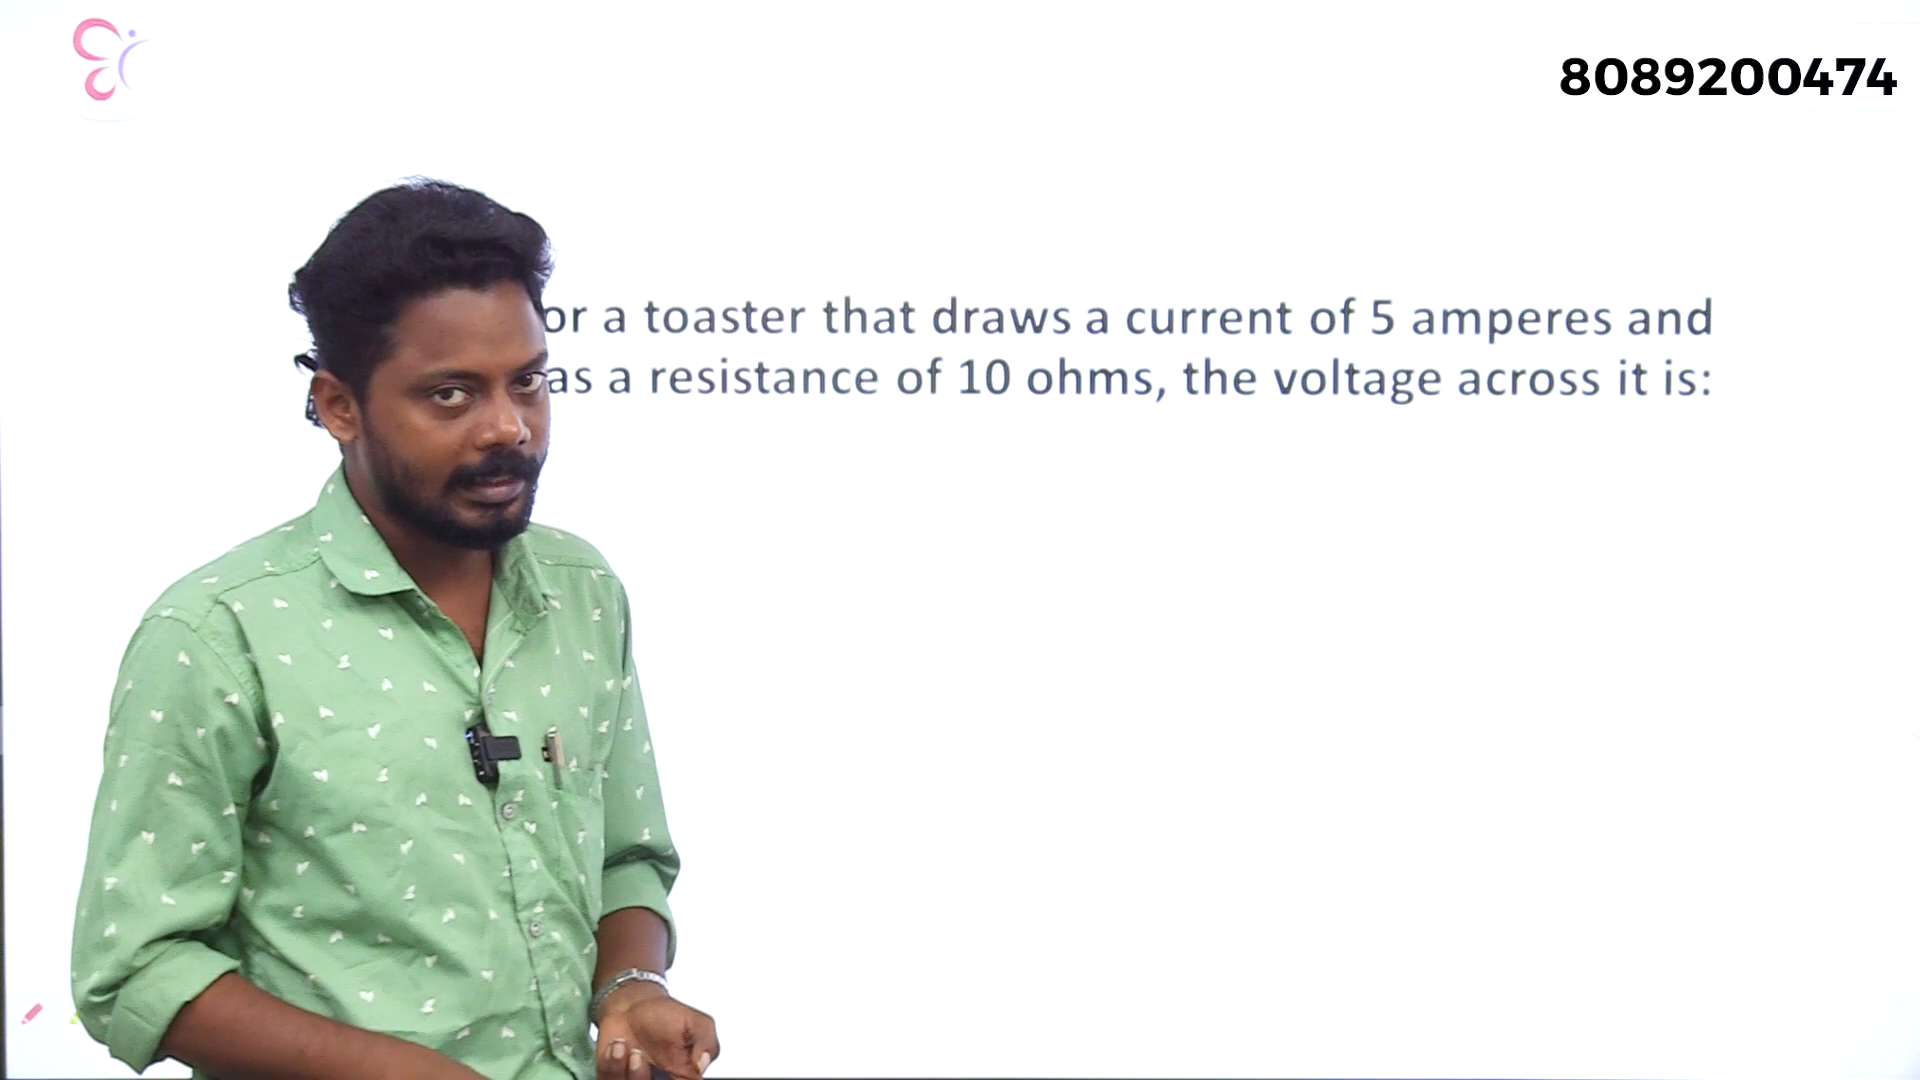 8089200474
or a toaster that draws a current of 5 amperes and
as a resistance of 10 ohms, the voltage across it is: